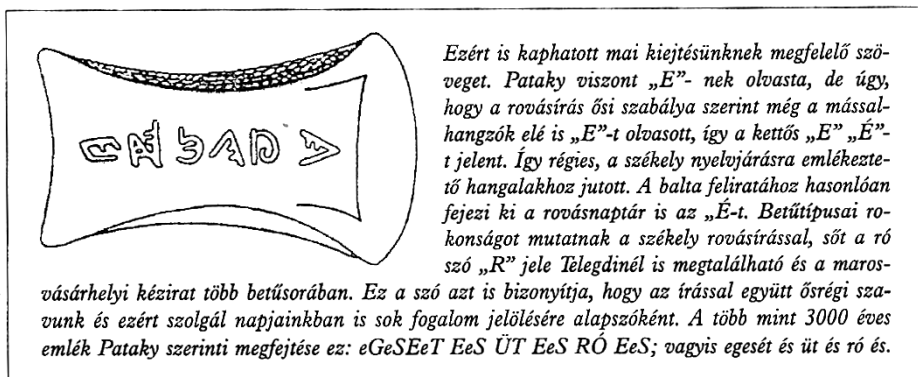 Ezért is kaphatott mai kiejtésünknek megfelelő szö-
veget. Pataky viszont „E”- nek olvasta, de úgy,
hogy a rovásírás ősi szabálya szerint még a mással-
hangzók elé is „E”-t olvasott, így a kettős „E” „É”-
t jelent. Így régies, a székely nyelvjárásra emlékezte-
tő hangalakhoz jutott. A balta feliratához hasonlóan
fejezi ki a rovásnaptár is az „É-t. Betűtípusai ro-
konságot mutatnak a székely rovásírással, sőt a ró
szó „R” jele Telegdinél is megtalálható és a maros-
vásárhelyi kézirat több betűsorában. Ez a szó azt is bizonyítja, hogy az írással együtt ősrégi sza-
vunk és ezért szolgál napjainkban is sok fogalom jelölésére alapszóként. A több mint 3000 éves
emlék Pataky szerinti megfejtése ez: eGeSEeT EeS ÜT EeS RÓ EeS; vagyis egesét és üt és ró és.